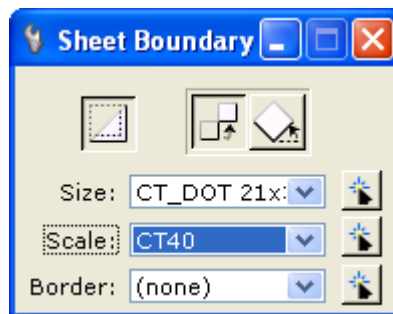 Sheet Boundary
Size: CT_DOT 21x
Scale: CT40
Border: (none)